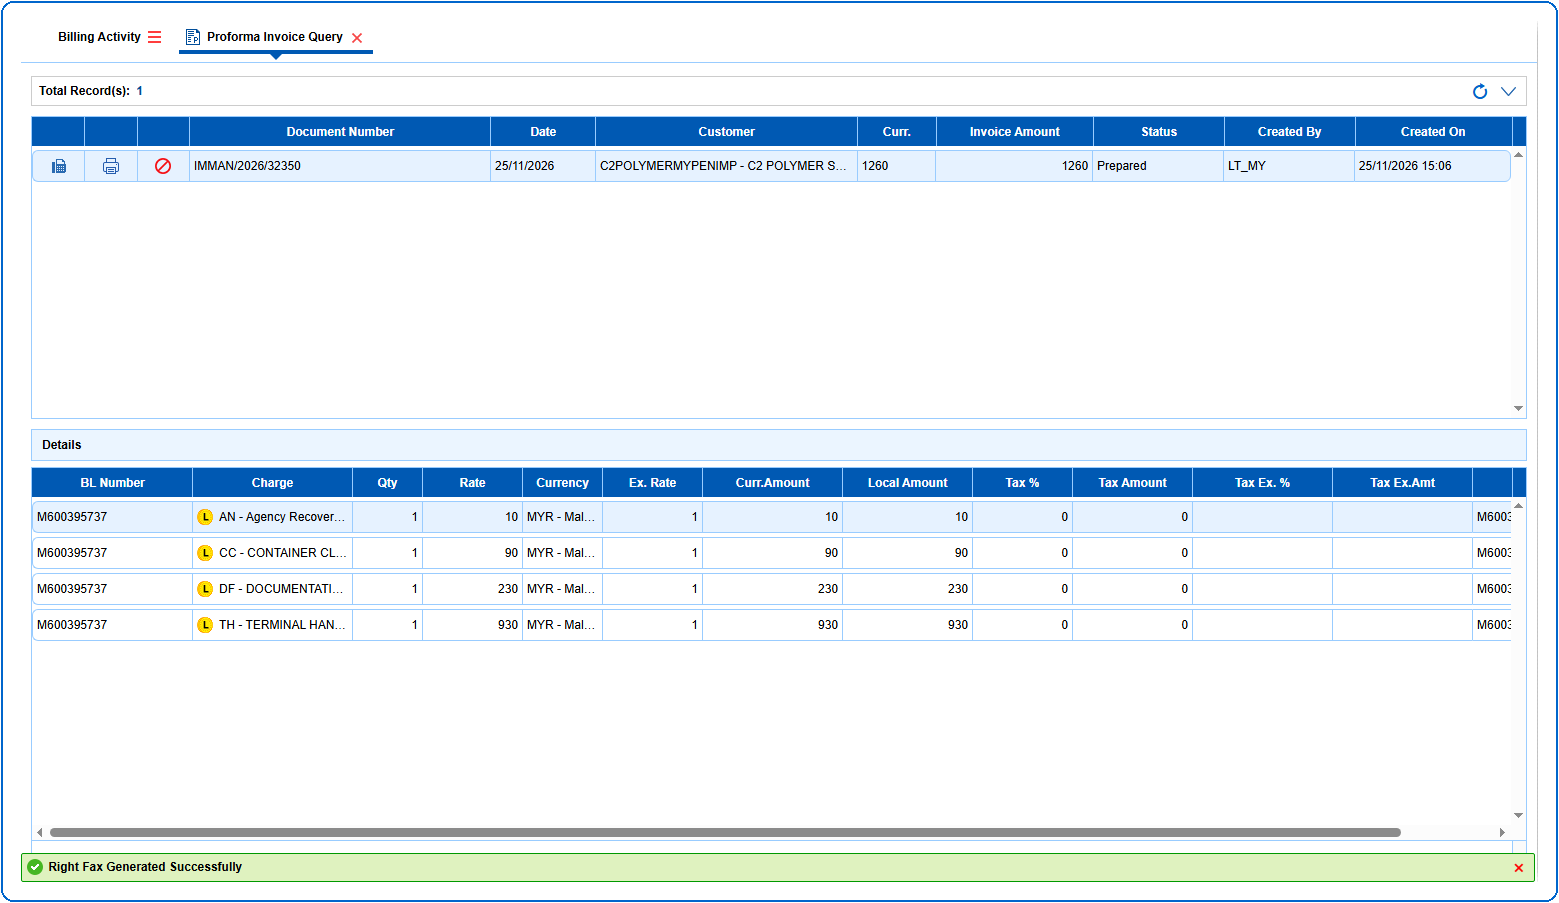 Billing Activity Proforma Invoice Query
Total Record(s): 1
Document Number Date Customer Curr. Invoice Amount Status Created By Created On
IMMAN/2026/32350 25/11/2026 C2POLYMERMYPENIMP - C2 POLYMER S... 1260 1260 Prepared LT_MY 25/11/2026 15:06
Details
BL Number Charge Qty Rate Currency Ex. Rate Curr.Amount Local Amount Tax % Tax Amount Tax Ex. % Tax Ex.Amt
M600395737 L AN - Agency Recover... 1 10 MYR - Mal... 1 10 10 0 0 M6003
M600395737 L CC - CONTAINER CL... 1 90 MYR - Mal... 1 90 90 0 0 M6003
M600395737 L DF - DOCUMENTATI... 1 230 MYR - Mal... 1 230 230 0 0 M6003
M600395737 L TH - TERMINAL HAN... 1 930 MYR - Mal... 1 930 930 0 0 M6003
Right Fax Generated Successfully